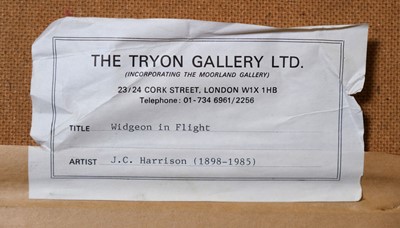 THE TRYON GALLERY LTD.
(INCORPORATING THE MOORLAND GALLERY)
23/24 CORK STREET, LONDON W1X 1HB
Telephone: 01-734 6961/2256
TITLE Widgeon in Flight
ARTIST J.C. Harrison (1898-1985)